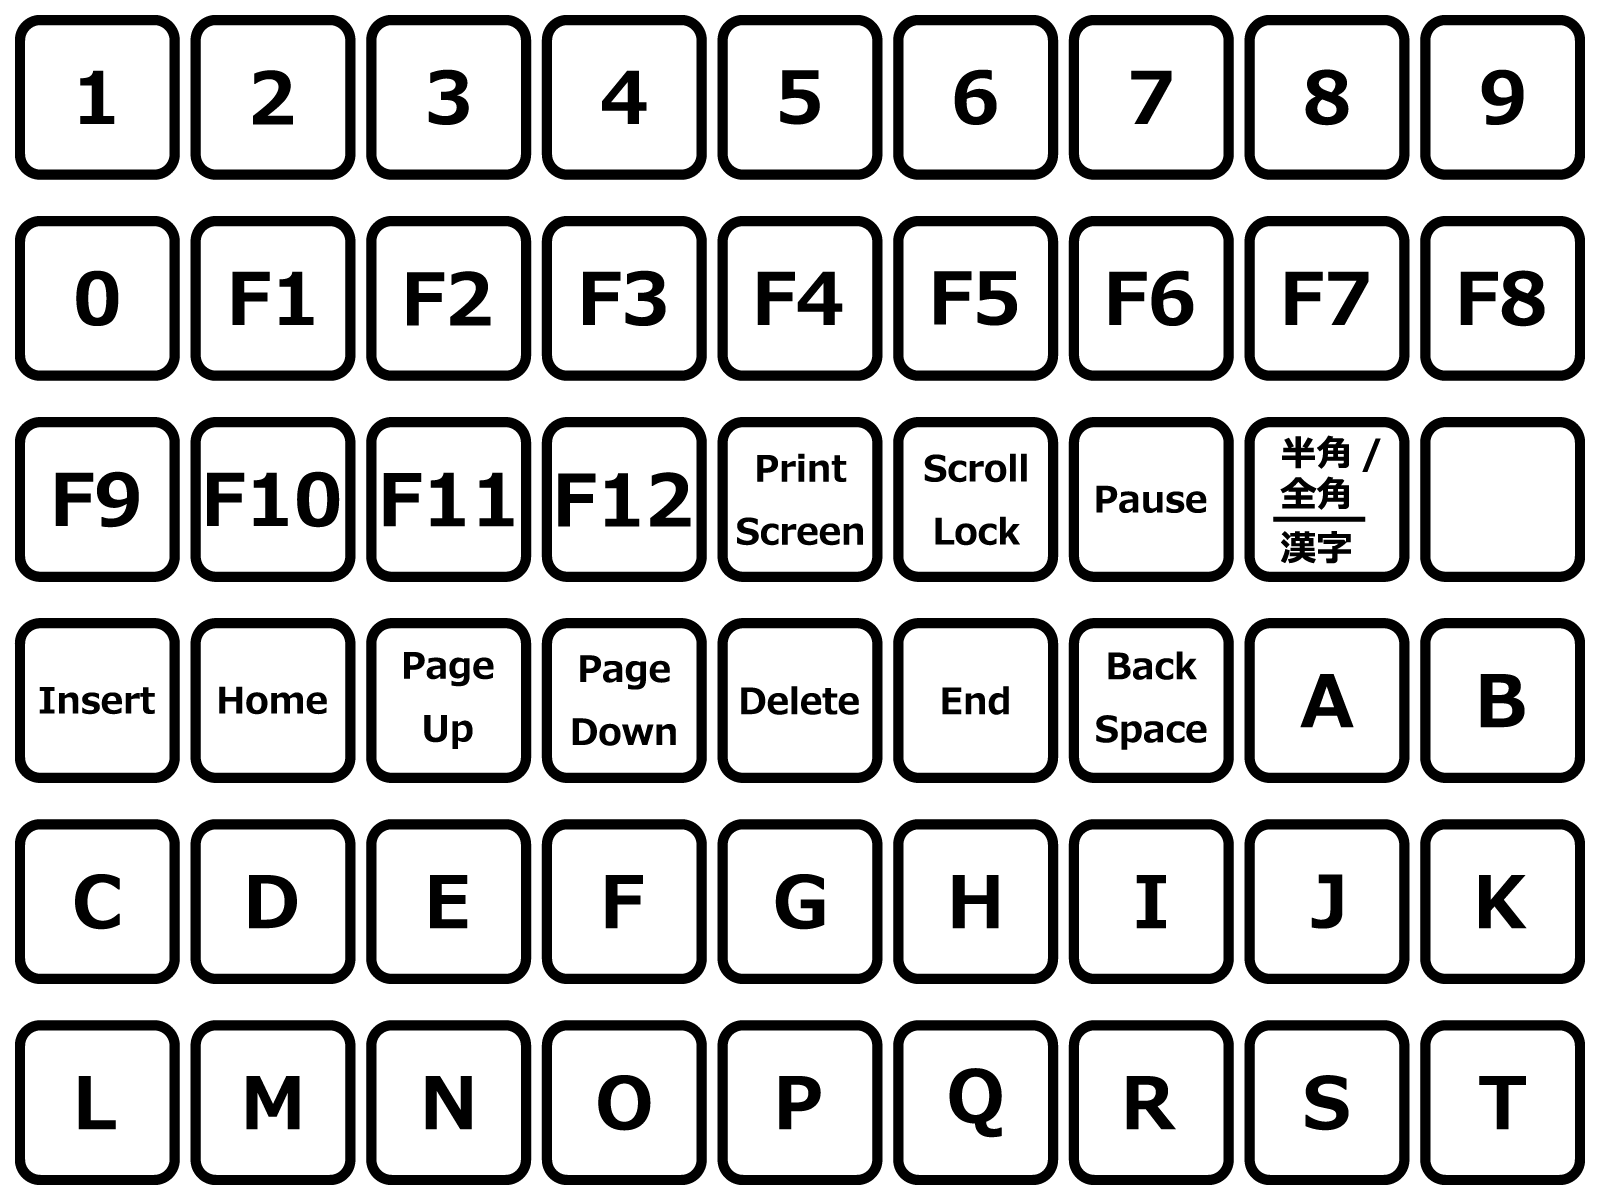 1 2 3 4 5 6 7 8 9
0 F1 F2 F3 F4 F5 F6 F7 F8
F9 F10 F11 F12 Print Screen Scroll Lock Pause 半角 / 全角 漢字
Insert Home Page Up Page Down Delete End Back Space A B
C D E F G H I J K
L M N O P Q R S T